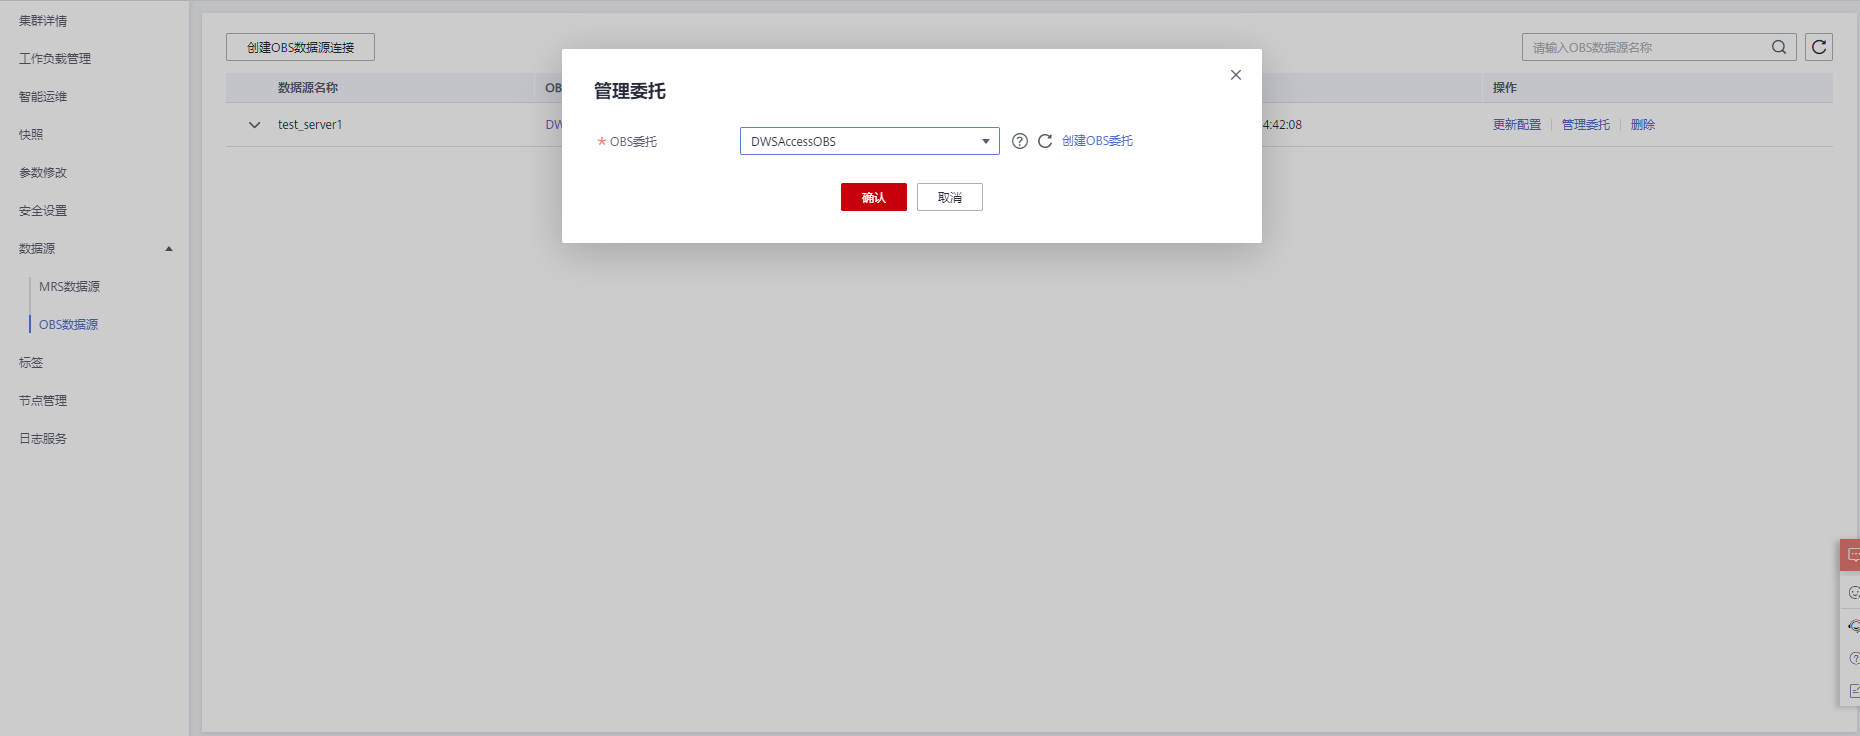 集群详情
工作负载管理
智能运维
快照
参数修改
安全设置
数据源
MRS数据源
OBS数据源
标签
节点管理
日志服务
创建OBS数据源连接
请输入OBS数据源名称
数据源名称
OB
操作
test_server1
DW
4:42:08
更新配置
管理委托
删除
管理委托
* OBS委托
DWSAccessOBS
创建OBS委托
确认
取消